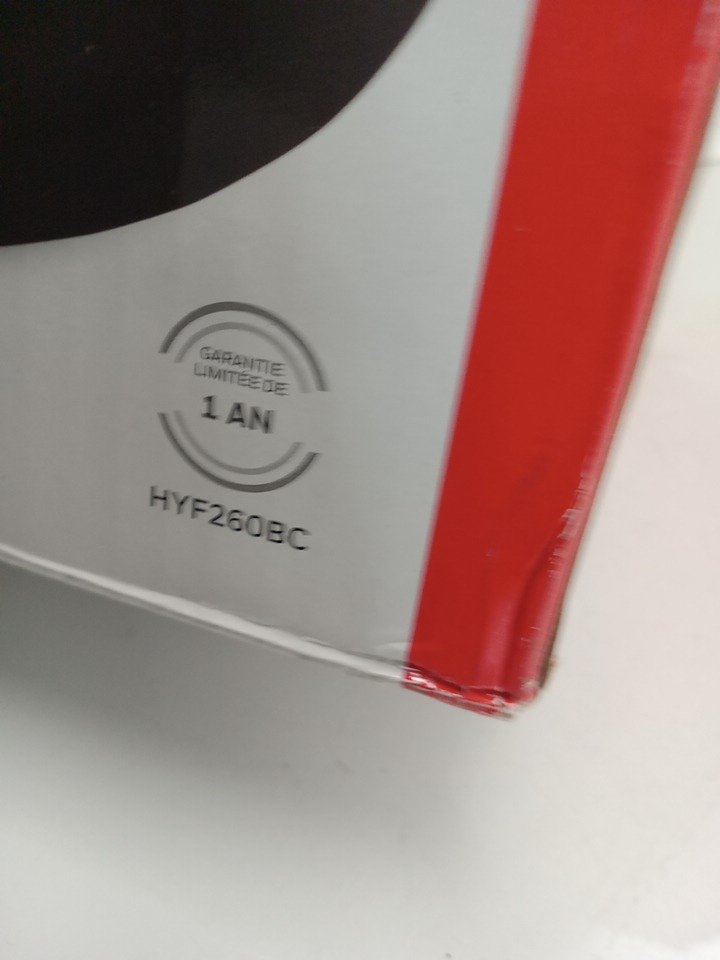 GARANTIE
LIMITÉE DE
1 AN
HYF260BC